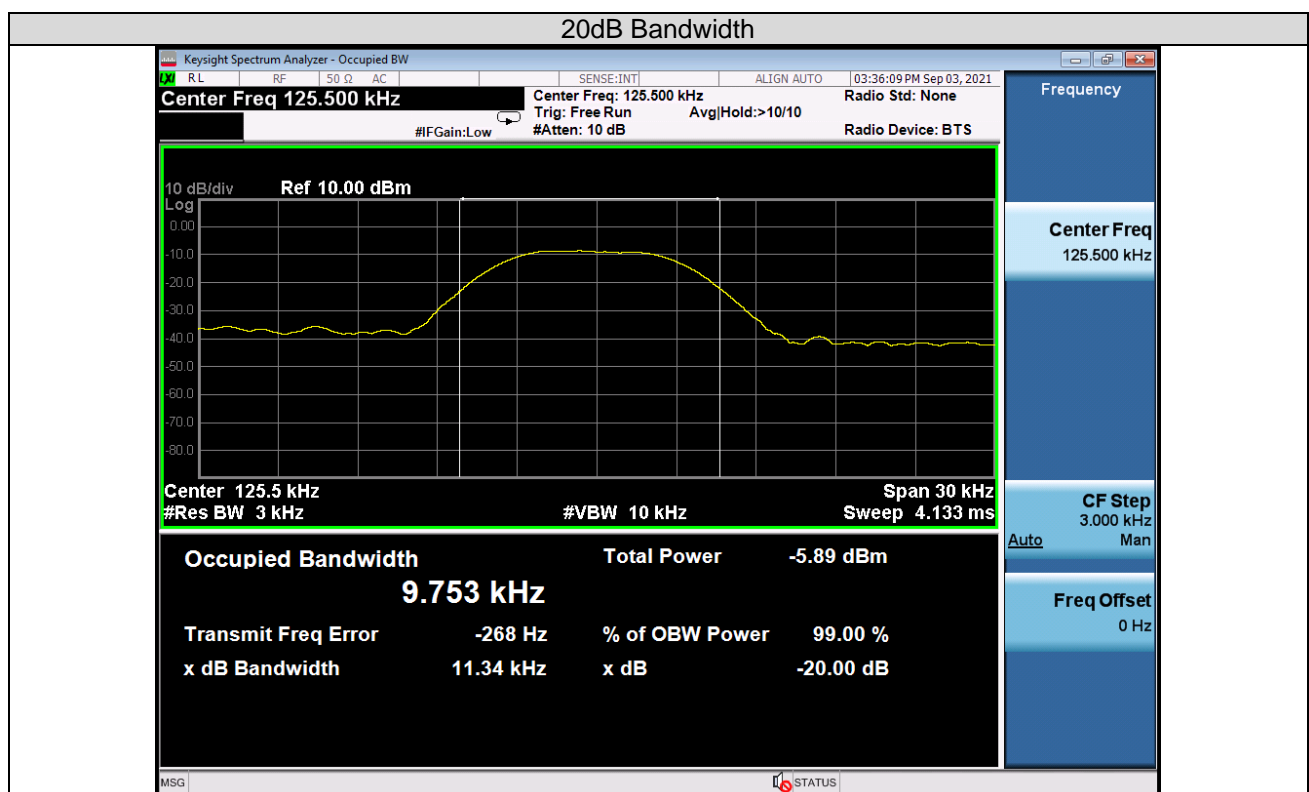 20dB Bandwidth
Keysight Spectrum Analyzer - Occupied BW
LXI RL RF 50 Ω AC SENSE:INT ALIGN AUTO 03:36:09 PM Sep 03, 2021
Center Freq 125.500 kHz Center Freq: 125.500 kHz Radio Std: None
Trig: Free Run Avg|Hold:>10/10
#IFGain:Low #Atten: 10 dB Radio Device: BTS
10 dB/div Ref 10.00 dBm
Log
0.00
-10.0
-20.0
-30.0
-40.0
-50.0
-60.0
-70.0
-80.0
Center 125.5 kHz Span 30 kHz
#Res BW 3 kHz #VBW 10 kHz Sweep 4.133 ms
Occupied Bandwidth Total Power -5.89 dBm
9.753 kHz
Transmit Freq Error -268 Hz % of OBW Power 99.00 %
x dB Bandwidth 11.34 kHz x dB -20.00 dB
MSG STATUS
Frequency
Center Freq
125.500 kHz
CF Step
3.000 kHz
Auto Man
Freq Offset
0 Hz